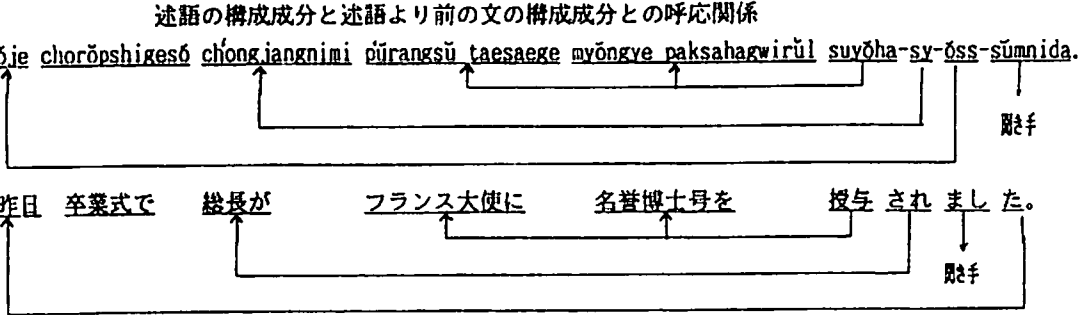 述語の構成成分と述語より前の文の構成成分との呼応関係
ŏje chorŏpshigesŏ ch'ongjangnimi p'ŭrangsŭ taesaege myŏngye paksahagwirŭl suyŏha-sy-ŏss-sŭmnida.
聞き手
昨日 卒業式で 総長が フランス大使に 名誉博士号を 授与 され まし た。
聞き手